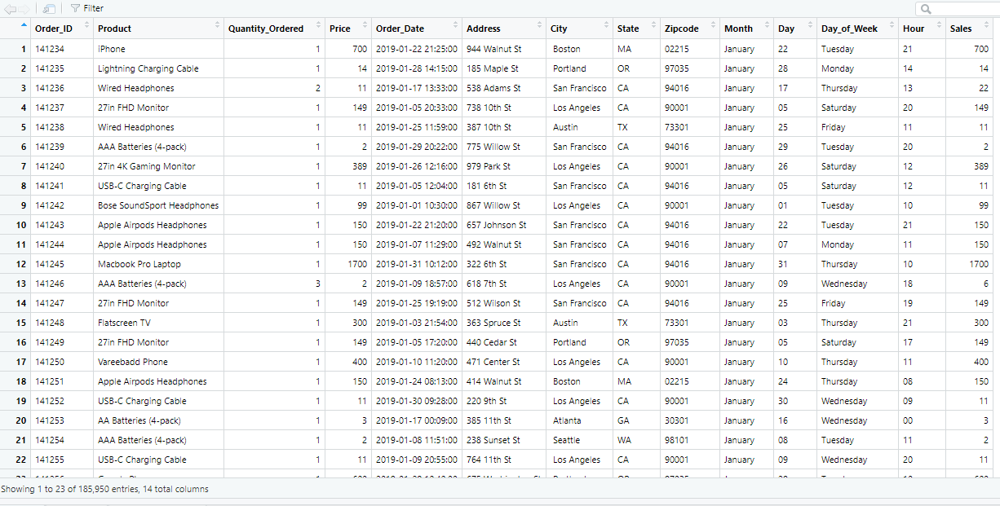 Filter
Order_ID Product Quantity_Ordered Price Order_Date Address City State Zipcode Month Day Day_of_Week Hour Sales
1 141234 iPhone 1 700 2019-01-22 21:25:00 944 Walnut St Boston MA 02215 January 22 Tuesday 21 700
2 141235 Lightning Charging Cable 1 14 2019-01-28 14:15:00 185 Maple St Portland OR 97035 January 28 Monday 14 14
3 141236 Wired Headphones 2 11 2019-01-17 13:33:00 538 Adams St San Francisco CA 94016 January 17 Thursday 13 22
4 141237 27in FHD Monitor 1 149 2019-01-05 20:33:00 738 10th St Los Angeles CA 90001 January 05 Saturday 20 149
5 141238 Wired Headphones 1 11 2019-01-25 11:59:00 387 10th St Austin TX 73301 January 25 Friday 11 11
6 141239 AAA Batteries (4-pack) 1 2 2019-01-29 20:22:00 775 Willow St San Francisco CA 94016 January 29 Tuesday 20 2
7 141240 27in 4K Gaming Monitor 1 389 2019-01-26 12:16:00 979 Park St Los Angeles CA 90001 January 26 Saturday 12 389
8 141241 USB-C Charging Cable 1 11 2019-01-05 12:04:00 181 6th St San Francisco CA 94016 January 05 Saturday 12 11
9 141242 Bose SoundSport Headphones 1 99 2019-01-01 10:30:00 867 Willow St Los Angeles CA 90001 January 01 Tuesday 10 99
10 141243 Apple Airpods Headphones 1 150 2019-01-22 21:20:00 657 Johnson St San Francisco CA 94016 January 22 Tuesday 21 150
11 141244 Apple Airpods Headphones 1 150 2019-01-07 11:29:00 492 Walnut St San Francisco CA 94016 January 07 Monday 11 150
12 141245 Macbook Pro Laptop 1 1700 2019-01-31 10:12:00 322 6th St San Francisco CA 94016 January 31 Thursday 10 1700
13 141246 AAA Batteries (4-pack) 3 2 2019-01-09 18:57:00 618 7th St Los Angeles CA 90001 January 09 Wednesday 18 6
14 141247 27in FHD Monitor 1 149 2019-01-25 19:19:00 512 Wilson St San Francisco CA 94016 January 25 Friday 19 149
15 141248 Flatscreen TV 1 300 2019-01-03 21:54:00 363 Spruce St Austin TX 73301 January 03 Thursday 21 300
16 141249 27in FHD Monitor 1 149 2019-01-05 17:20:00 440 Cedar St Portland OR 97035 January 05 Saturday 17 149
17 141250 Vareebadd Phone 1 400 2019-01-10 11:20:00 471 Center St Los Angeles CA 90001 January 10 Thursday 11 400
18 141251 Apple Airpods Headphones 1 150 2019-01-24 08:13:00 414 Walnut St Boston MA 02215 January 24 Thursday 08 150
19 141252 USB-C Charging Cable 1 11 2019-01-30 09:28:00 220 9th St Los Angeles CA 90001 January 30 Wednesday 09 11
20 141253 AA Batteries (4-pack) 1 3 2019-01-17 00:09:00 385 11th St Atlanta GA 30301 January 16 Wednesday 00 3
21 141254 AAA Batteries (4-pack) 1 2 2019-01-08 11:51:00 238 Sunset St Seattle WA 98101 January 08 Tuesday 11 2
22 141255 USB-C Charging Cable 1 11 2019-01-09 20:55:00 764 11th St Los Angeles CA 90001 January 09 Wednesday 20 11
Showing 1 to 23 of 185,950 entries, 14 total columns